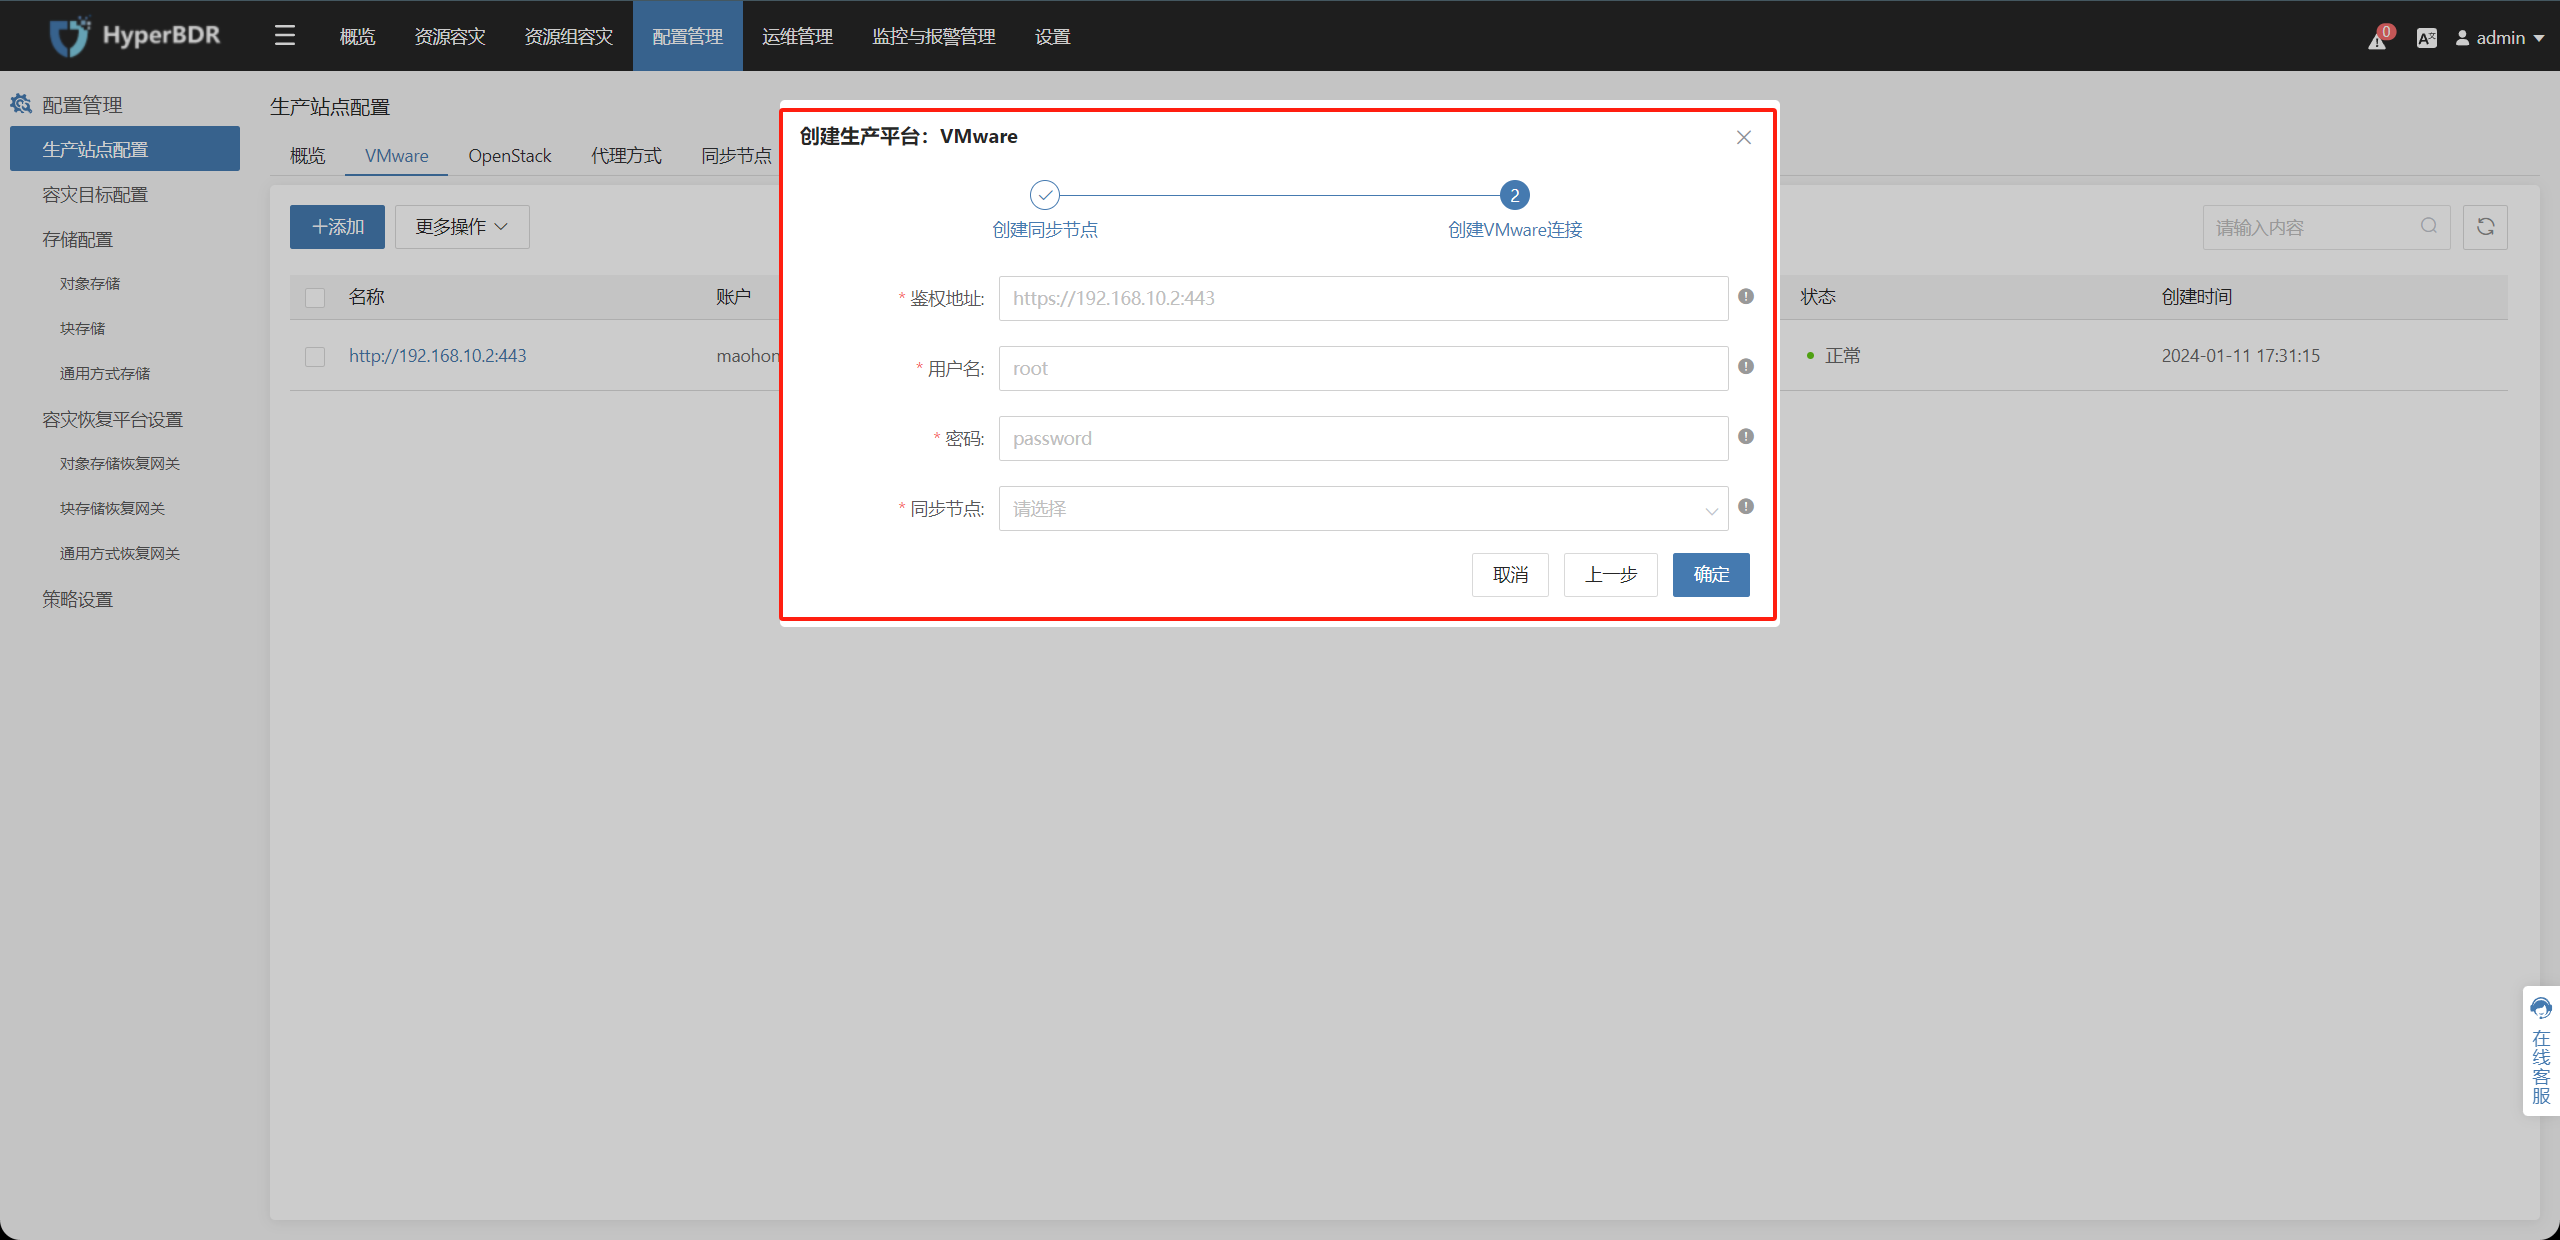 HyperBDR
概览 资源容灾 资源组容灾 配置管理 运维管理 监控与报警管理 设置
0 admin
配置管理
生产站点配置
容灾目标配置
存储配置
对象存储
块存储
通用方式存储
容灾恢复平台设置
对象存储恢复网关
块存储恢复网关
通用方式恢复网关
策略设置
生产站点配置
概览 VMware OpenStack 代理方式 同步节点
添加 更多操作
请输入内容
名称 账户 状态 创建时间
http://192.168.10.2:443 maohon 正常 2024-01-11 17:31:15
创建生产平台：VMware
2
创建同步节点 创建VMware连接
* 鉴权地址: https://192.168.10.2:443
* 用户名: root
* 密码: password
* 同步节点: 请选择
取消 上一步 确定
在线客服